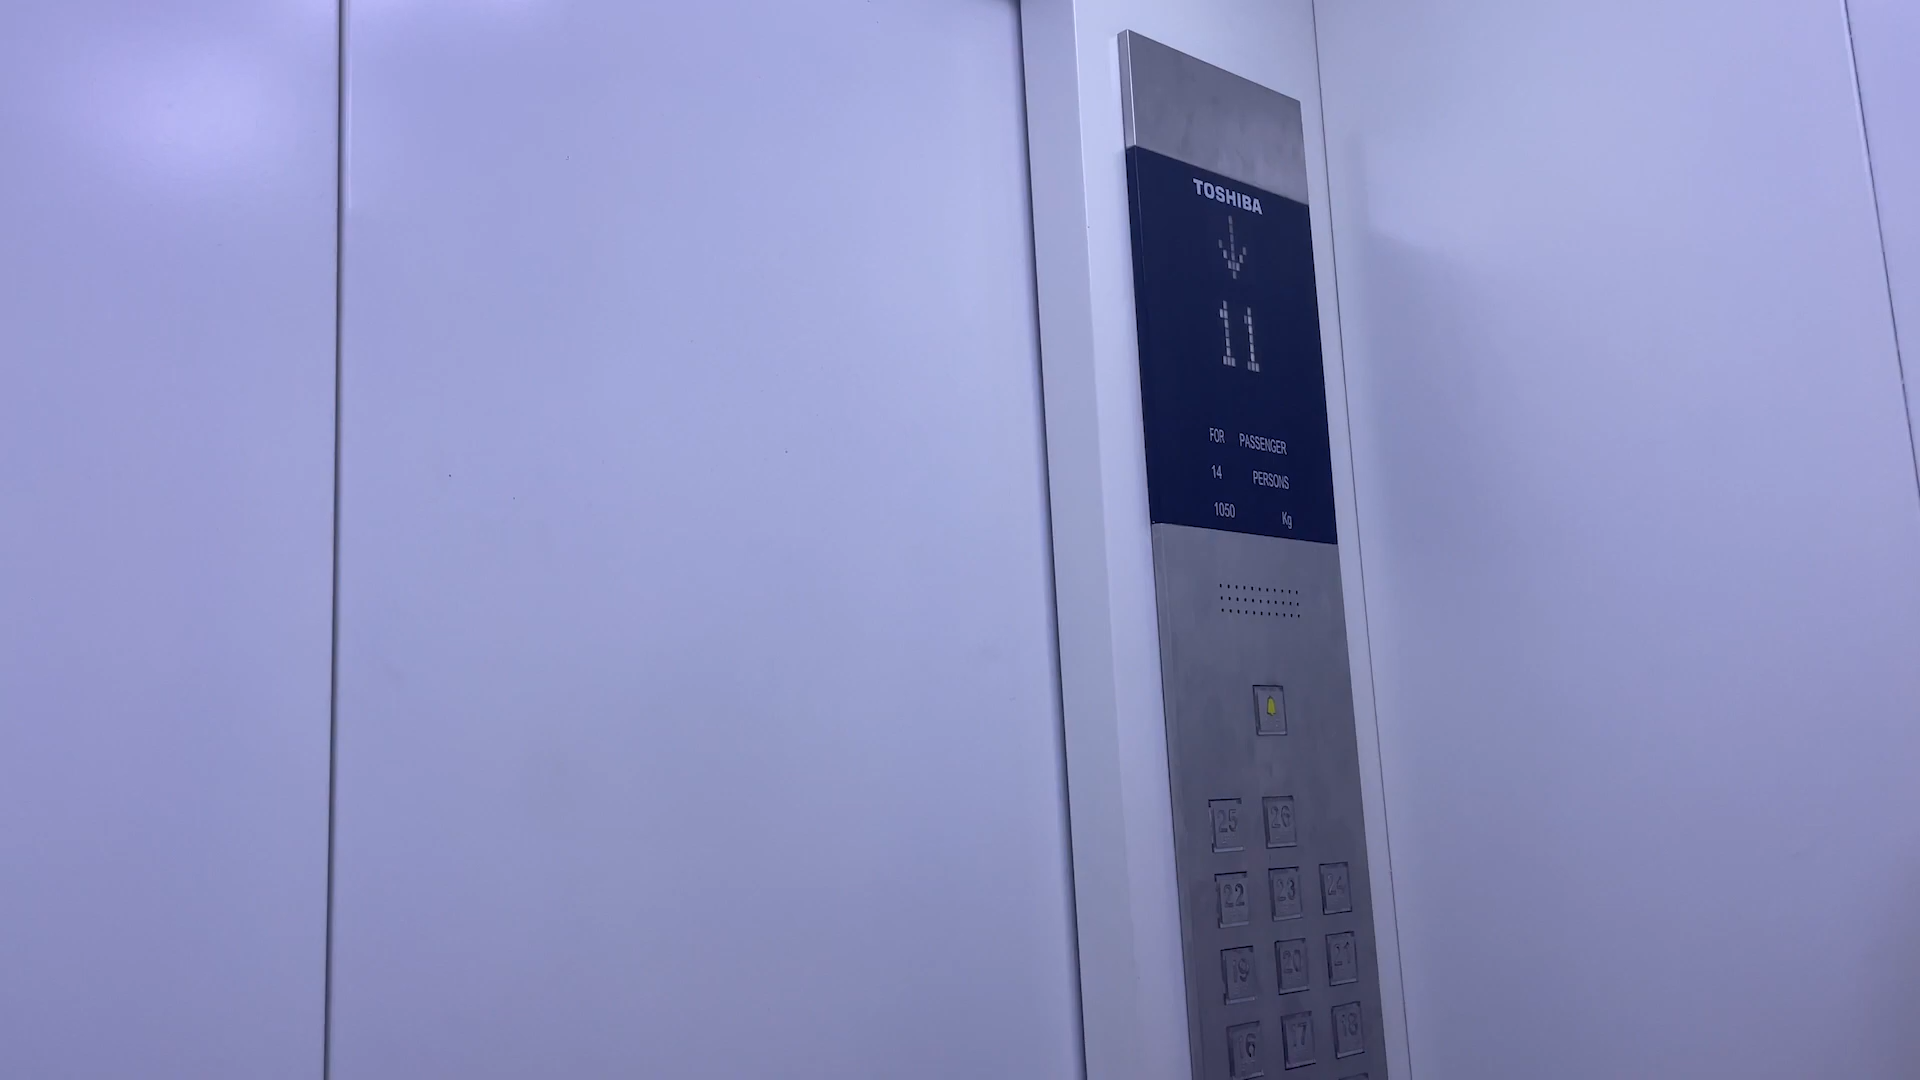 TOSHIBA
11
FOR PASSENGER
14 PERSONS
1050 Kg
25 26
22 23 24
19 20 21
16 17 18